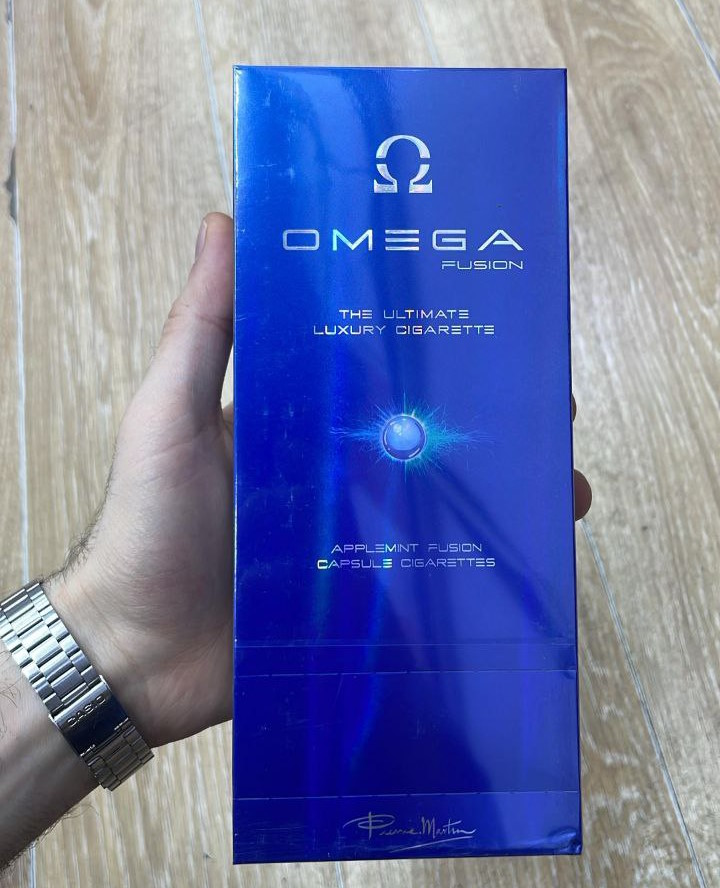 Ω
OMEGA
FUSION
THE ULTIMATE
LUXURY CIGARETTE
APPLEMINT FUSION
CAPSULE CIGARETTES
CASIO
Pierre Martin